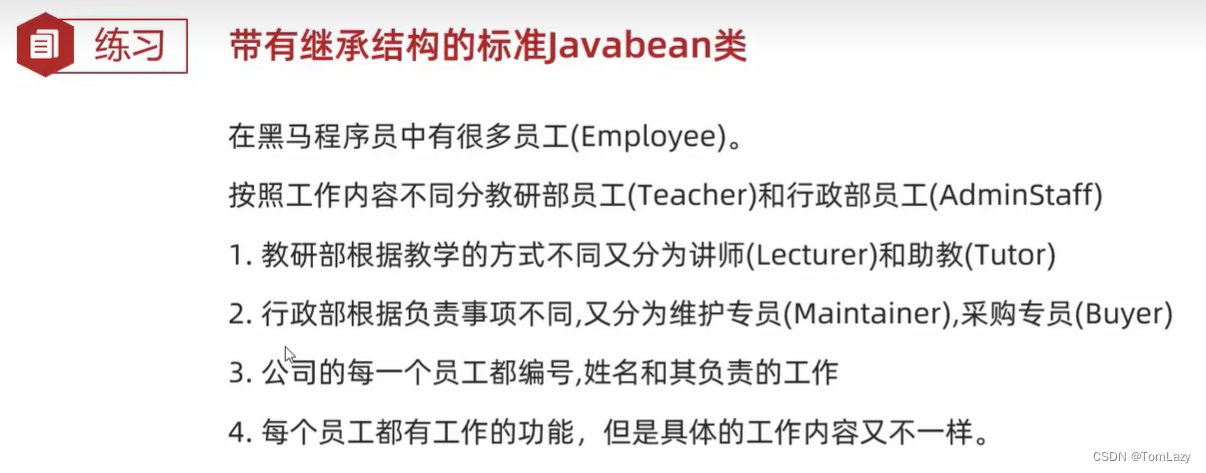 练习
带有继承结构的标准Javabean类
在黑马程序员中有很多员工(Employee)。
按照工作内容不同分教研部员工(Teacher)和行政部员工(AdminStaff)
1. 教研部根据教学的方式不同又分为讲师(Lecturer)和助教(Tutor)
2. 行政部根据负责事项不同,又分为维护专员(Maintainer),采购专员(Buyer)
3. 公司的每一个员工都编号,姓名和其负责的工作
4. 每个员工都有工作的功能，但是具体的工作内容又不一样。
CSDN @TomLazy